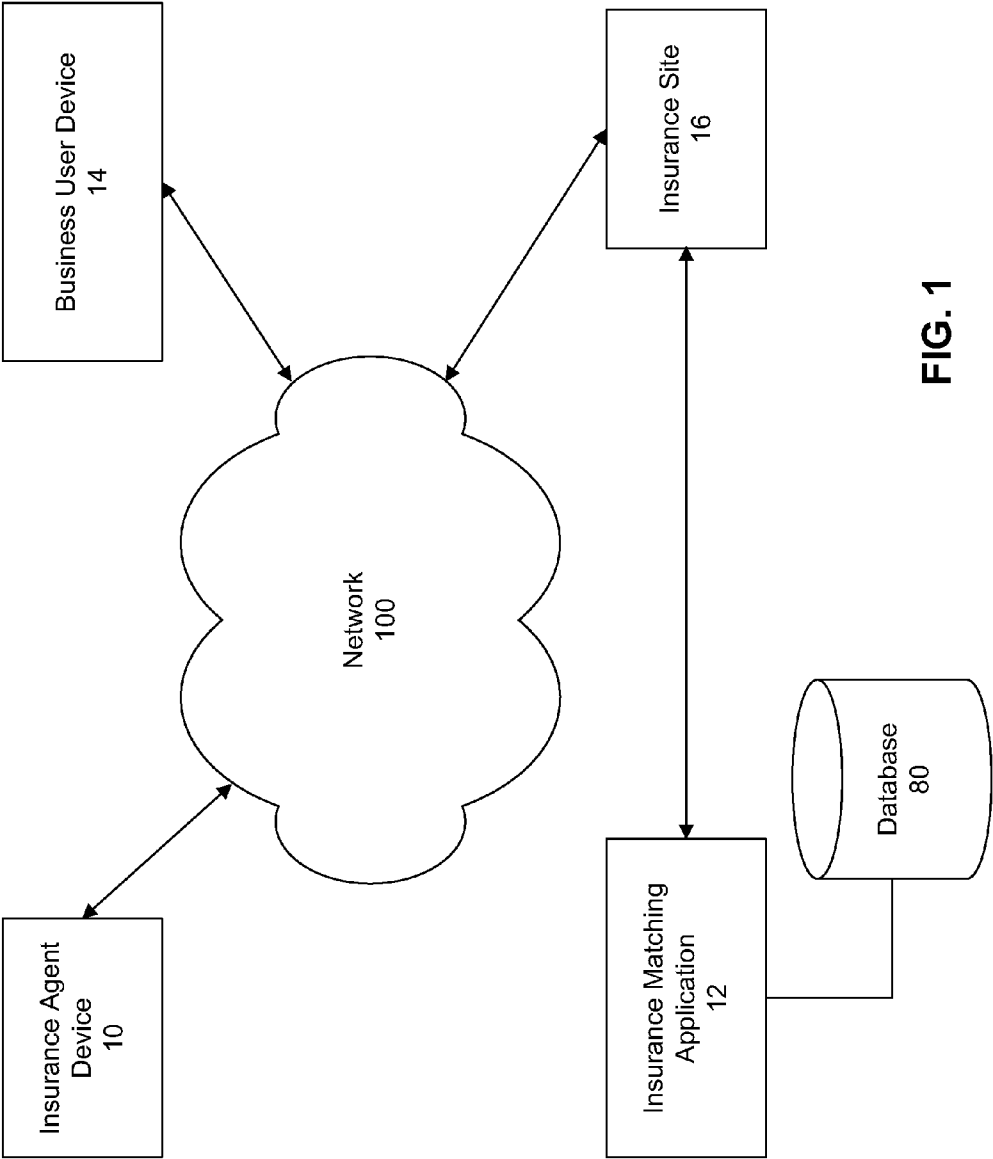 Insurance Agent
Device
10
Business User Device
14
Network
100
Insurance Matching
Application
12
Insurance Site
16
Database
80
FIG. 1